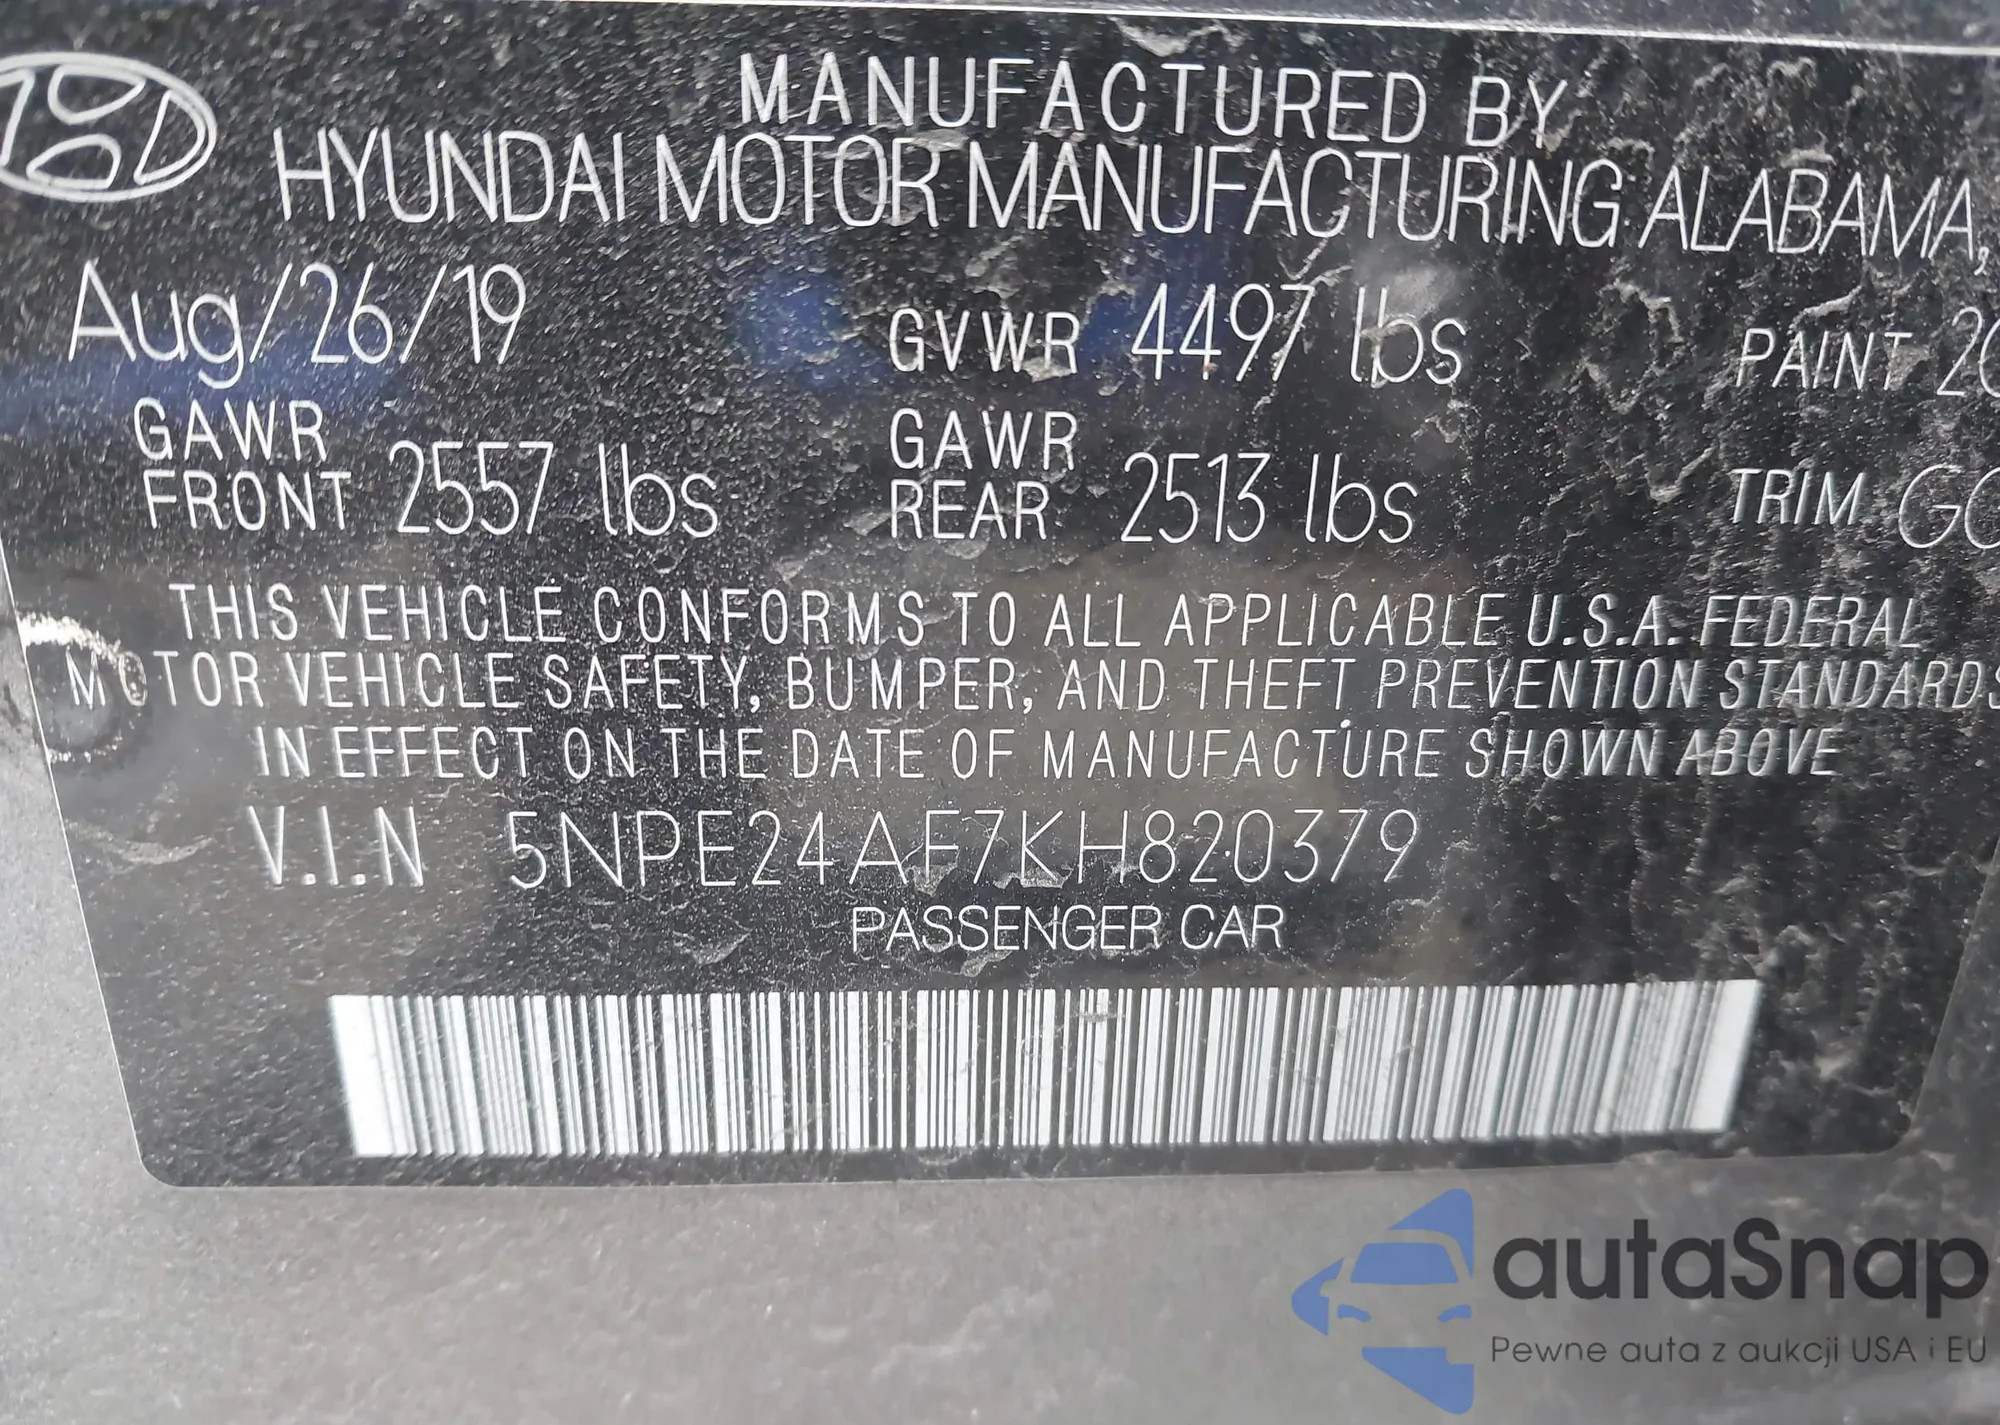 MANUFACTURED BY
HYUNDAI MOTOR MANUFACTURING ALABAMA,
Aug/26/19 GVWR 4497 lbs PAINT
GAWR FRONT 2557 lbs GAWR REAR 2513 lbs TRIM
THIS VEHICLE CONFORMS TO ALL APPLICABLE U.S.A. FEDERAL
MOTOR VEHICLE SAFETY, BUMPER, AND THEFT PREVENTION STANDARDS
IN EFFECT ON THE DATE OF MANUFACTURE SHOWN ABOVE
V.I.N 5NPE24AF7KH820379
PASSENGER CAR
autaSnap
Pewne auta z aukcji USA i EU